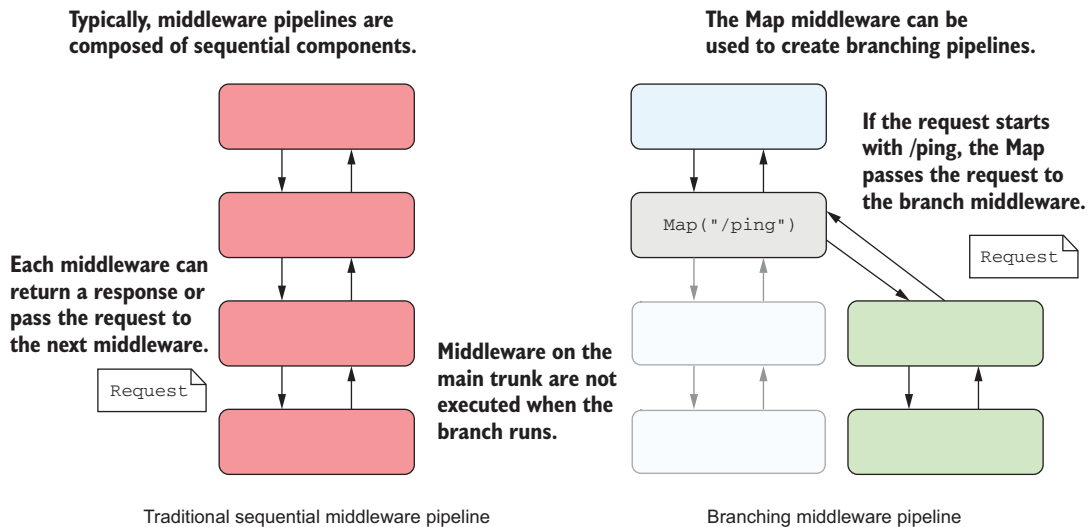 Typically, middleware pipelines are
composed of sequential components.
The Map middleware can be
used to create branching pipelines.
If the request starts
with /ping, the Map
passes the request to
the branch middleware.
Map("/ping")
Request
Each middleware can
return a response or
pass the request to
the next middleware.
Request
Middleware on the
main trunk are not
executed when the
branch runs.
Traditional sequential middleware pipeline
Branching middleware pipeline